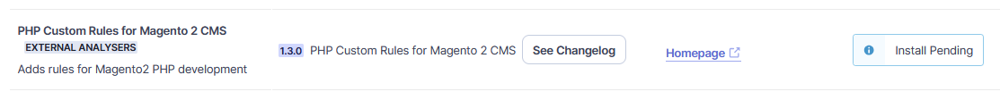 PHP Custom Rules for Magento 2 CMS
EXTERNAL ANALYSERS
Adds rules for Magento2 PHP development
1.3.0 PHP Custom Rules for Magento 2 CMS
See Changelog
Homepage
Install Pending